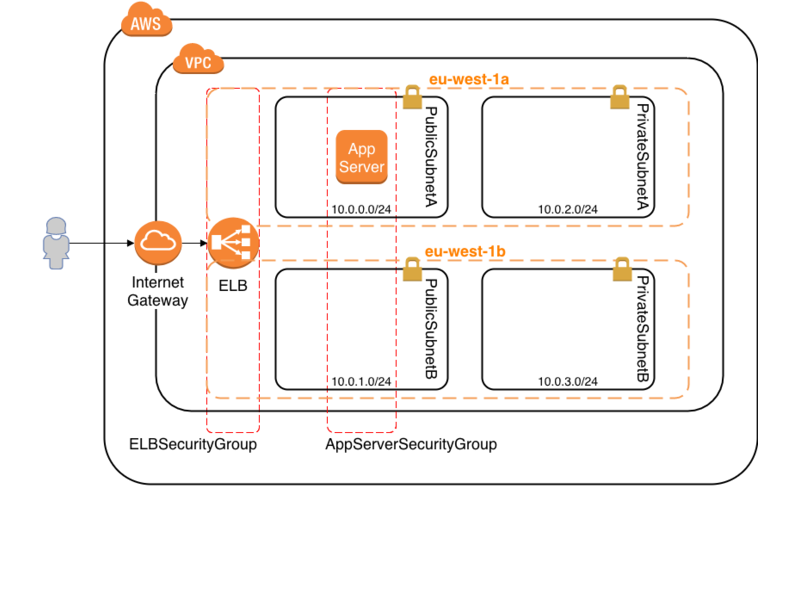 AWS
VPC
eu-west-1a
App
Server
PublicSubnetA
10.0.0.0/24
PrivateSubnetA
10.0.2.0/24
Internet
Gateway
ELB
eu-west-1b
PublicSubnetB
10.0.1.0/24
PrivateSubnetB
10.0.3.0/24
ELBSecurityGroup
AppServerSecurityGroup